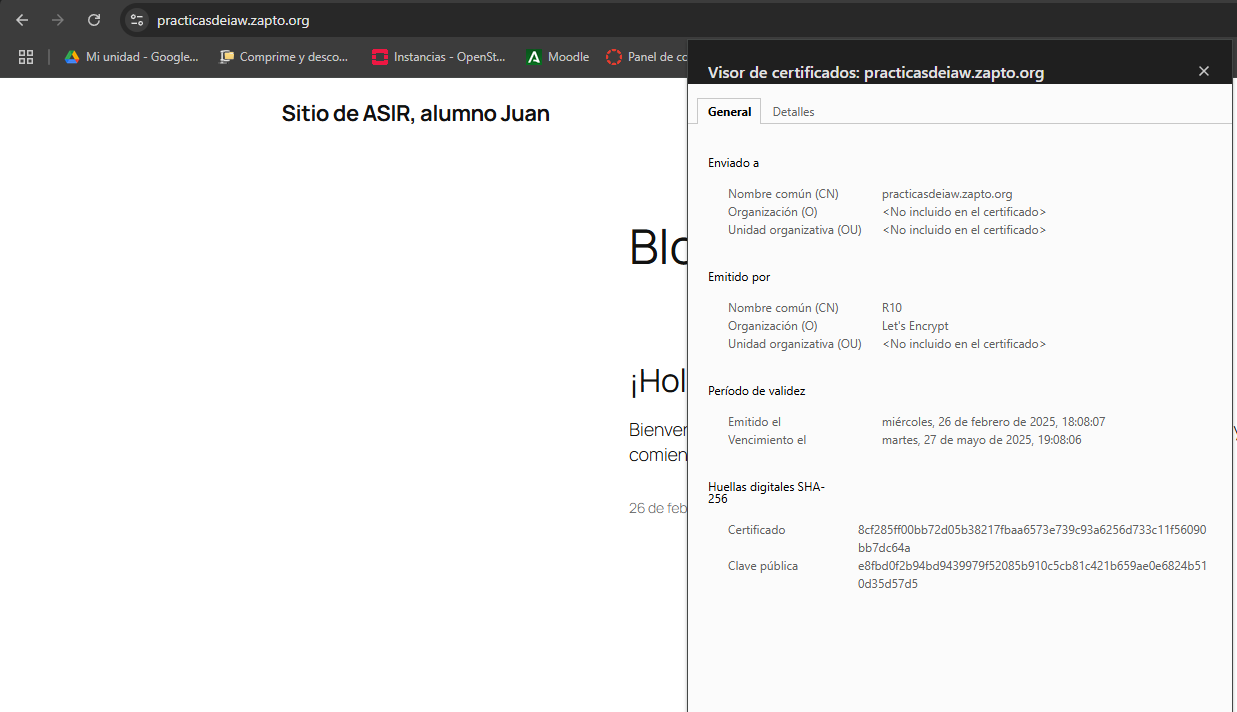 practicasdeiaw.zapto.org
Mi unidad - Google... Comprime y desco... Instancias - OpenSt... Moodle Panel de cc
Sitio de ASIR, alumno Juan
Blo
¡Hol
Bienver
comien
26 de feb
Visor de certificados: practicasdeiaw.zapto.org
General Detalles
Enviado a
Nombre común (CN) practicasdeiaw.zapto.org
Organización (O) <No incluido en el certificado>
Unidad organizativa (OU) <No incluido en el certificado>
Emitido por
Nombre común (CN) R10
Organización (O) Let's Encrypt
Unidad organizativa (OU) <No incluido en el certificado>
Período de validez
Emitido el miércoles, 26 de febrero de 2025, 18:08:07
Vencimiento el martes, 27 de mayo de 2025, 19:08:06
Huellas digitales SHA-
256
Certificado 8cf285ff00bb72d05b38217fbaa6573e739c93a6256d733c11f56090
bb7dc64a
Clave pública e8fbd0f2b94bd9439979f52085b910c5cb81c421b659ae0e6824b51
0d35d57d5